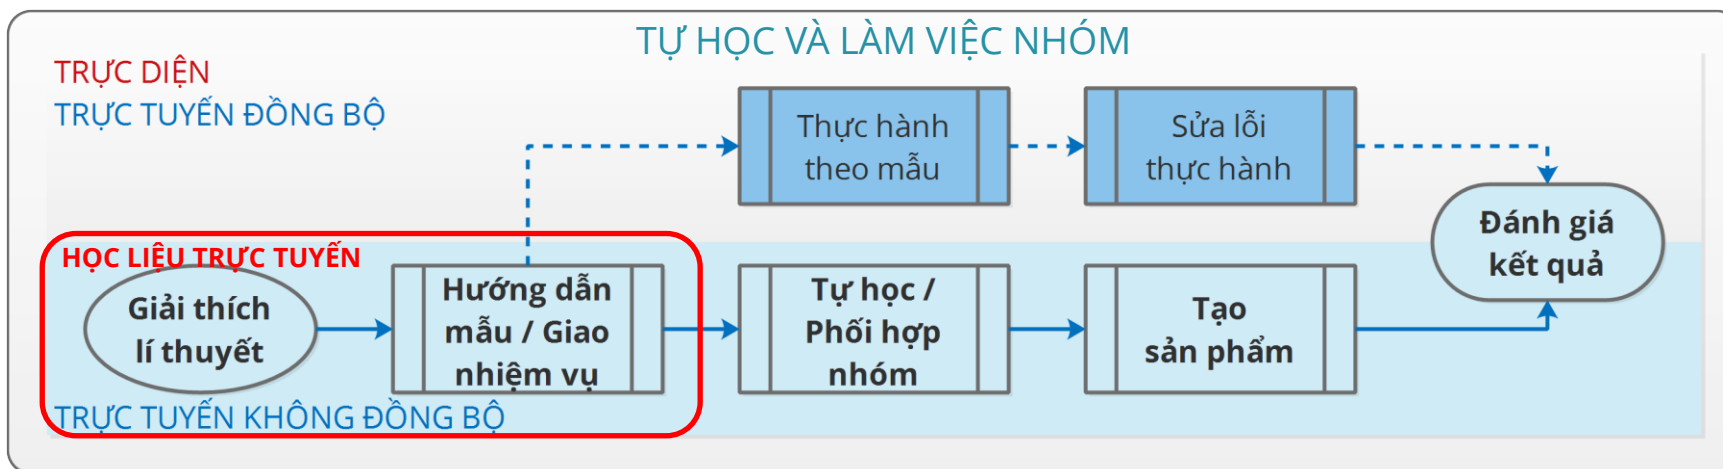 TỰ HỌC VÀ LÀM VIỆC NHÓM
TRỰC DIỆN
TRỰC TUYẾN ĐỒNG BỘ
Thực hành
theo mẫu
Sửa lỗi
thực hành
Đánh giá
kết quả
HỌC LIỆU TRỰC TUYẾN
Giải thích
lí thuyết
Hướng dẫn
mẫu / Giao
nhiệm vụ
Tự học /
Phối hợp
nhóm
Tạo
sản phẩm
TRỰC TUYẾN KHÔNG ĐỒNG BỘ